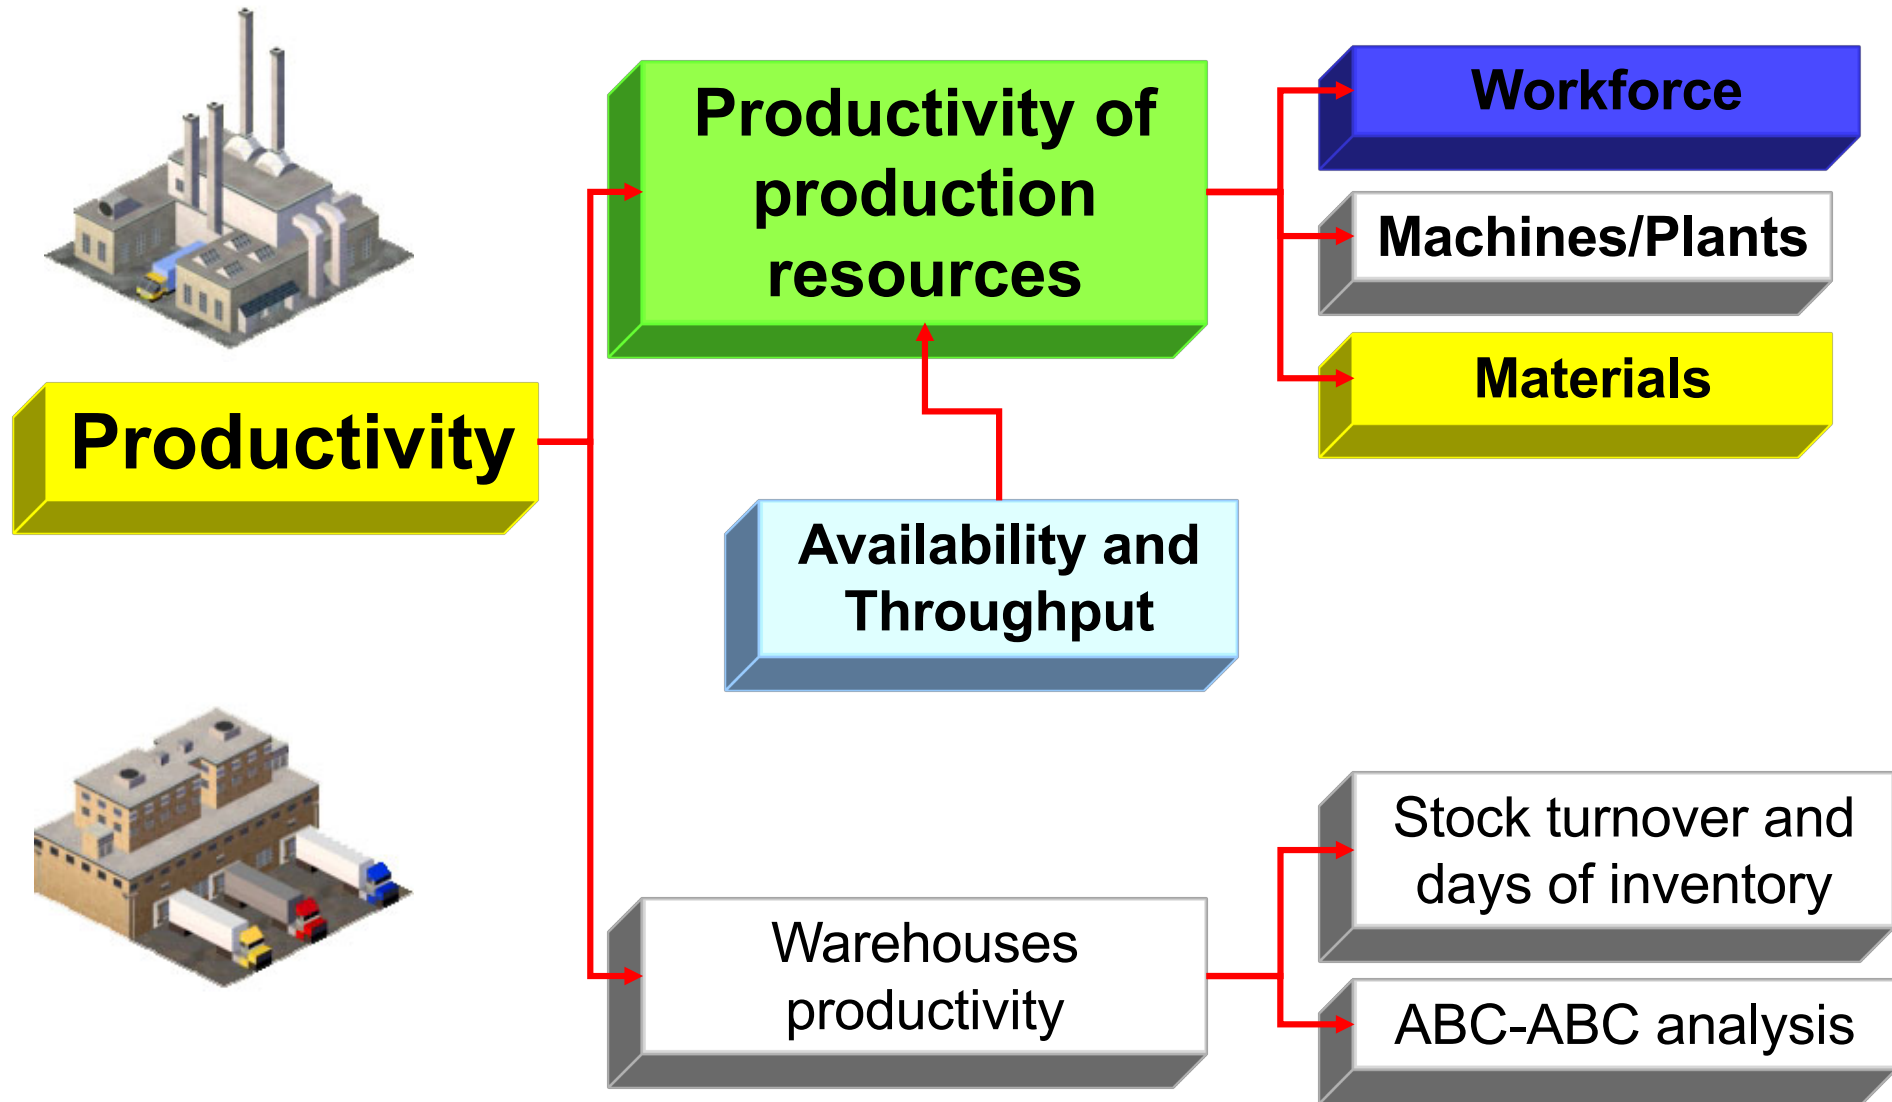 Productivity
Productivity of
production
resources
Workforce
Machines/Plants
Materials
Availability and
Throughput
Warehouses
productivity
Stock turnover and
days of inventory
ABC-ABC analysis